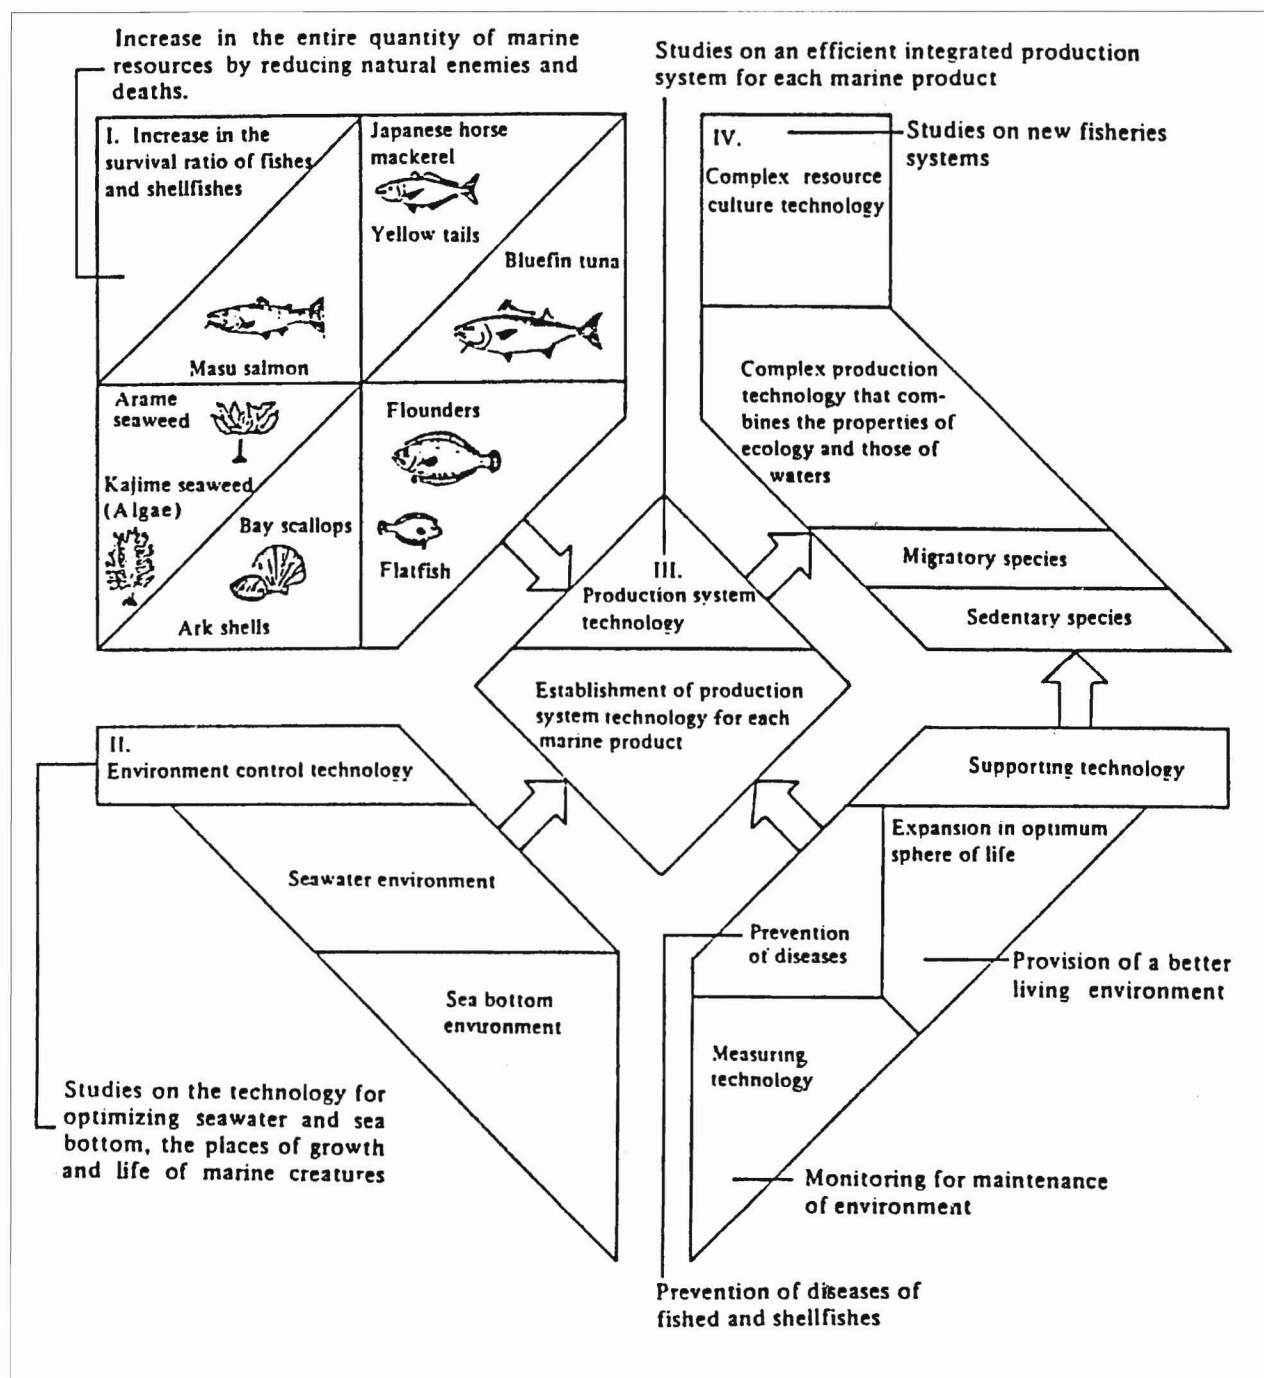 Increase in the entire quantity of marine
resources by reducing natural enemies and
deaths.
Studies on an efficient integrated production
system for each marine product
I. Increase in the
survival ratio of fishes
and shellfishes
Japanese horse
mackerel
Yellow tails
Bluefin tuna
Masu salmon
Arame
seaweed
Kajime seaweed
(Algae)
Bay scallops
Ark shells
Flounders
Flatfish
IV.
Complex resource
culture technology
Studies on new fisheries
systems
Complex production
technology that com-
bines the properties of
ecology and those of
waters
Migratory species
Sedentary species
III.
Production system
technology
Establishment of production
system technology for each
marine product
II.
Environment control technology
Seawater environment
Sea bottom
environment
Studies on the technology for
optimizing seawater and sea
bottom, the places of growth
and life of marine creatures
Supporting technology
Expansion in optimum
sphere of life
Prevention
of diseases
Provision of a better
living environment
Measuring
technology
Monitoring for maintenance
of environment
Prevention of diseases of
fished and shellfishes